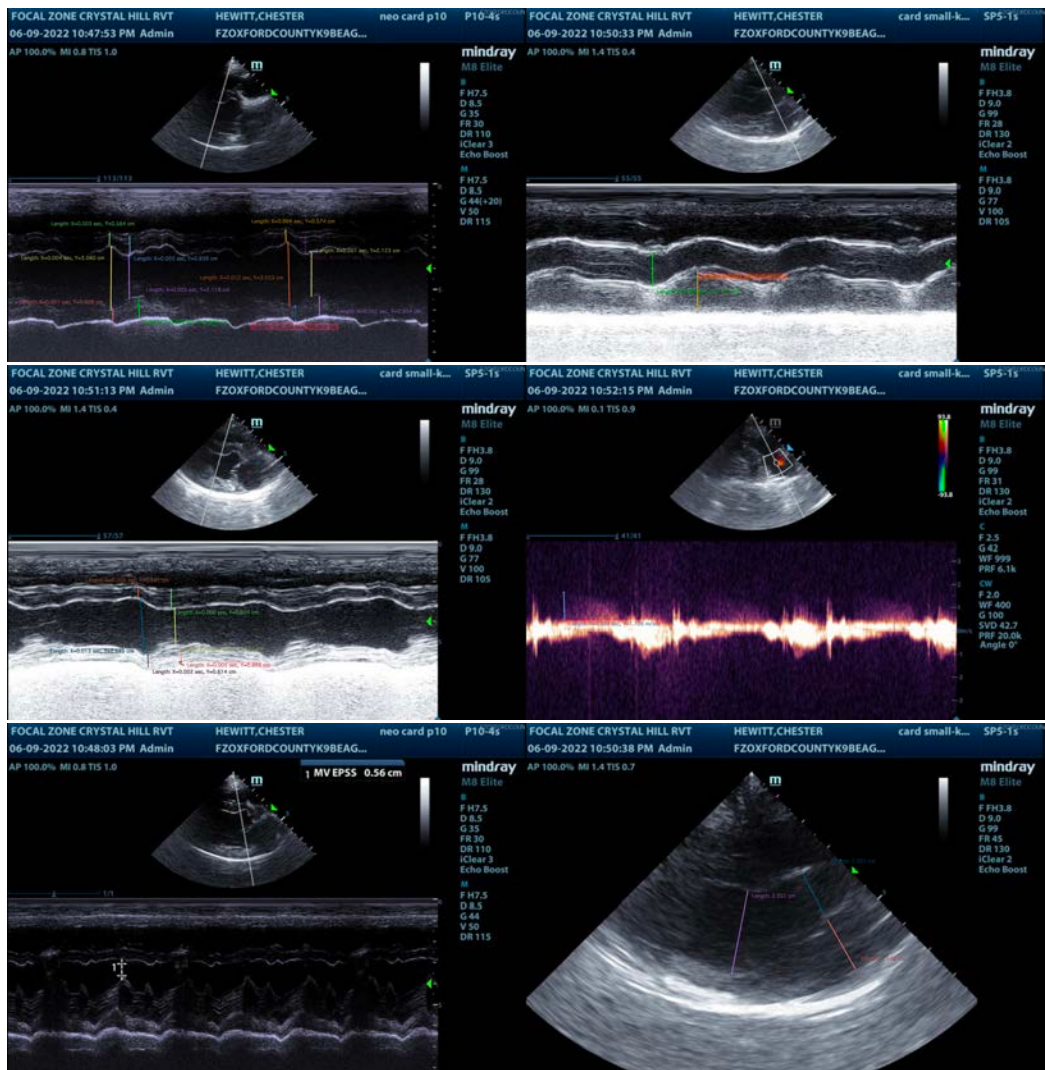 FOCAL ZONE CRYSTAL HILL RVT HEWITT,CHESTER neo card p10 P10-4s
06-09-2022 10:47:53 PM Admin FZOXFORDCOUNTYK9BEAG...
AP 100.0% MI 0.8 TIS 1.0 mindray
M8 Elite
m
B
F H7.5
D 8.5
G 35
FR 30
DR 110
iClear 3
Echo Boost
M
F H7.5
D 8.5
G 44(+20)
V 50
DR 115
113/113
FOCAL ZONE CRYSTAL HILL RVT HEWITT,CHESTER card small-k... SP5-1s
06-09-2022 10:50:33 PM Admin FZOXFORDCOUNTYK9BEAG...
AP 100.0% MI 1.4 TIS 0.4 mindray
M8 Elite
m
B
F FH3.8
D 9.0
G 99
FR 28
DR 130
iClear 2
Echo Boost
M
F FH3.8
D 9.0
G 77
V 100
DR 105
55/55
FOCAL ZONE CRYSTAL HILL RVT HEWITT,CHESTER card small-k... SP5-1s
06-09-2022 10:51:13 PM Admin FZOXFORDCOUNTYK9BEAG...
AP 100.0% MI 1.4 TIS 0.4 mindray
M8 Elite
m
B
F FH3.8
D 9.0
G 99
FR 28
DR 130
iClear 2
Echo Boost
M
F FH3.8
D 9.0
G 77
V 100
DR 105
57/57
FOCAL ZONE CRYSTAL HILL RVT HEWITT,CHESTER card small-k... SP5-1s
06-09-2022 10:52:15 PM Admin FZOXFORDCOUNTYK9BEAG...
AP 100.0% MI 0.1 TIS 0.9 mindray
M8 Elite
m
93.8
-93.8
B
F FH3.8
D 9.0
G 99
FR 31
DR 130
iClear 2
Echo Boost
C
F 2.5
G 42
WF 999
PRF 6.1k
CW
F 2.0
WF 400
G 100
SVD 42.7
PRF 20.0k
Angle 0°
41/41
FOCAL ZONE CRYSTAL HILL RVT HEWITT,CHESTER neo card p10 P10-4s
06-09-2022 10:48:03 PM Admin FZOXFORDCOUNTYK9BEAG...
AP 100.0% MI 0.8 TIS 1.0 mindray
1 MV EPSS 0.56 cm
M8 Elite
m
B
F H7.5
D 8.5
G 35
FR 30
DR 110
iClear 3
Echo Boost
M
F H7.5
D 8.5
G 44
V 50
DR 115
1/1
1
FOCAL ZONE CRYSTAL HILL RVT HEWITT,CHESTER card small-k... SP5-1s
06-09-2022 10:50:38 PM Admin FZOXFORDCOUNTYK9BEAG...
AP 100.0% MI 1.4 TIS 0.7 mindray
M8 Elite
m
B
F FH3.8
D 9.0
G 99
FR 45
DR 130
iClear 2
Echo Boost